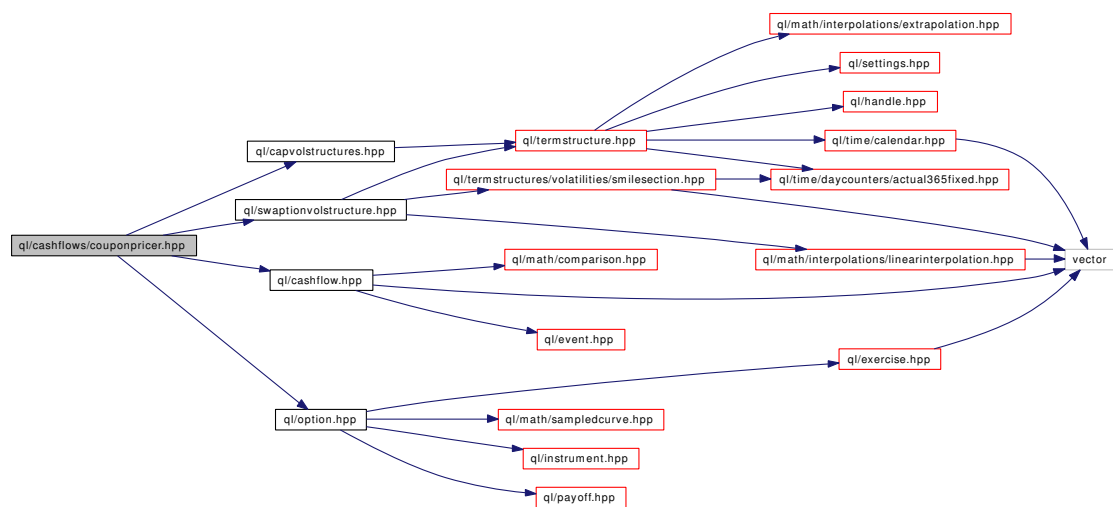 ql/math/interpolations/extrapolation.hpp
ql/settings.hpp
ql/handle.hpp
ql/termstructure.hpp
ql/time/calendar.hpp
ql/capvolstructures.hpp
ql/termstructures/volatilities/smilesection.hpp
ql/time/daycounters/actual365fixed.hpp
ql/swaptionvolstructure.hpp
ql/cashflows/couponpricer.hpp
ql/math/comparison.hpp
ql/math/interpolations/linearinterpolation.hpp
vector
ql/cashflow.hpp
ql/event.hpp
ql/exercise.hpp
ql/option.hpp
ql/math/sampledcurve.hpp
ql/instrument.hpp
ql/payoff.hpp